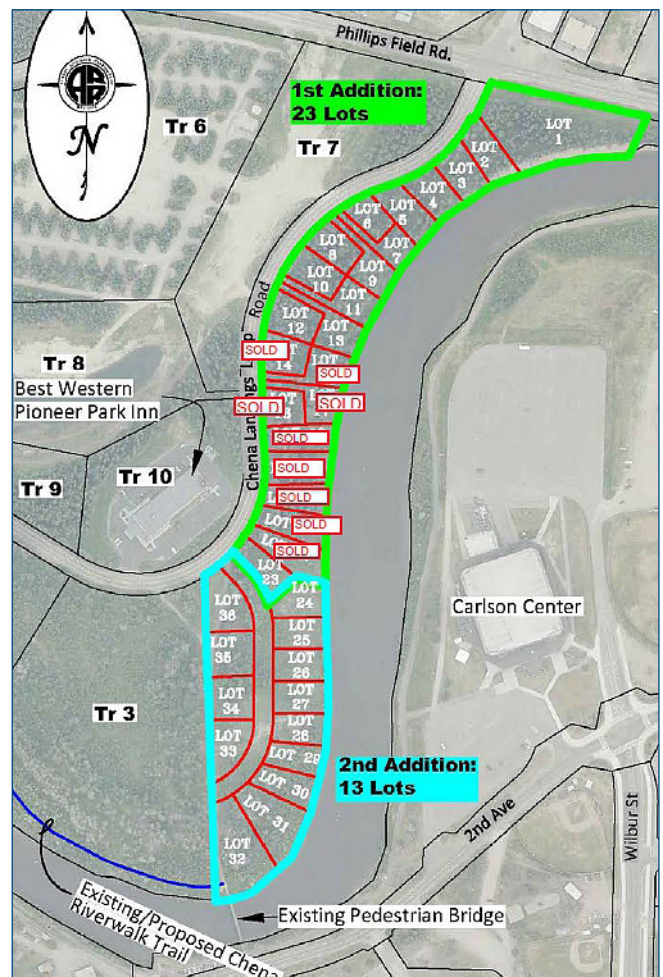 Phillips Field Rd.
1st Addition:
23 Lots
N
Tr 6
Tr 7
LOT
1
LOT
2
LOT
3
LOT
4
LOT
5
LOT
6
LOT
7
LOT
8
LOT
9
LOT
10
LOT
11
LOT
12
LOT
13
SOLD
14
LOT
SOLD
SOLD
SOLD
SOLD
SOLD
SOLD
SOLD
SOLD
LOT
23
Chena Landings Loop Road
Tr 8
Best Western
Pioneer Park Inn
Tr 9
Tr 10
Carlson Center
LOT
24
LOT
25
LOT
26
LOT
27
LOT
28
LOT 29
LOT 30
LOT 31
LOT
32
LOT
33
LOT
34
LOT
35
LOT
36
Tr 3
2nd Addition:
13 Lots
2nd Ave
Wilbur St
Existing Pedestrian Bridge
Existing/Proposed Chena
Riverwalk Trail